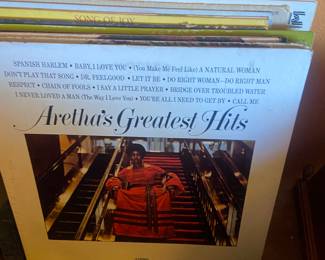 SONG OF JOY
SPANISH HARLEM • BABY, I LOVE YOU • (You Make Me Feel Like) A NATURAL WOMAN
DON'T PLAY THAT SONG • DR. FEELGOOD • LET IT BE • DO RIGHT WOMAN—DO RIGHT MAN
RESPECT • CHAIN OF FOOLS • I SAY A LITTLE PRAYER • BRIDGE OVER TROUBLED WATER
I NEVER LOVED A MAN (The Way I Love You) • YOU'RE ALL I NEED TO GET BY • CALL ME
Aretha's Greatest Hits